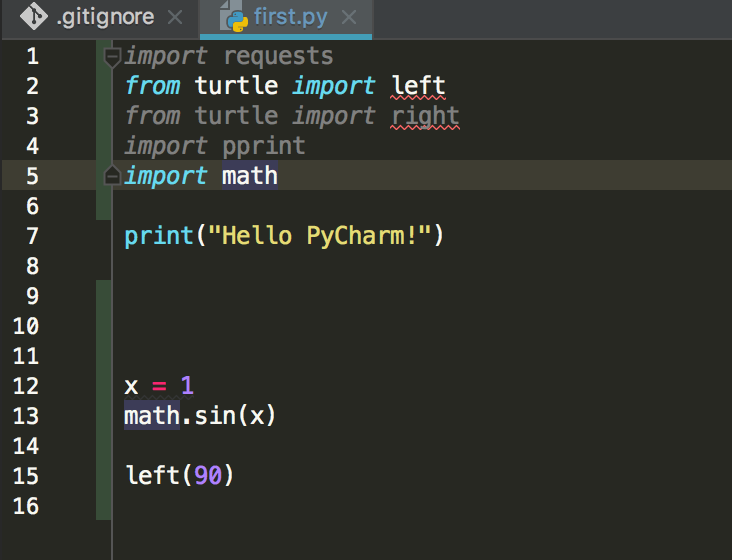 .gitignore first.py
1 import requests
2 from turtle import left
3 from turtle import right
4 import pprint
5 import math
6
7 print("Hello PyCharm!")
8
9
10
11
12 x = 1
13 math.sin(x)
14
15 left(90)
16